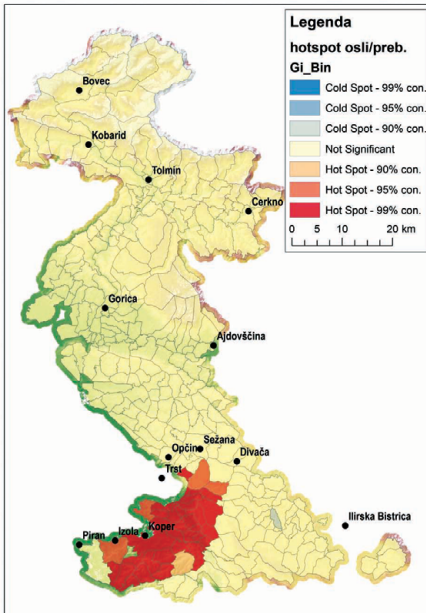 Legenda
hotspot osli/preb.
Gi_Bin
Cold Spot - 99% con.
Cold Spot - 95% con.
Cold Spot - 90% con.
Not Significant
Hot Spot - 90% con.
Hot Spot - 95% con.
Hot Spot - 99% con.
0 5 10 20
km
Bovec
Kobarid
Tolmin
Cerkno
Gorica
Ajdovščina
Opčin
Sežana
Divača
Trst
Ilirska Bistrica
Piran
Izola
Koper